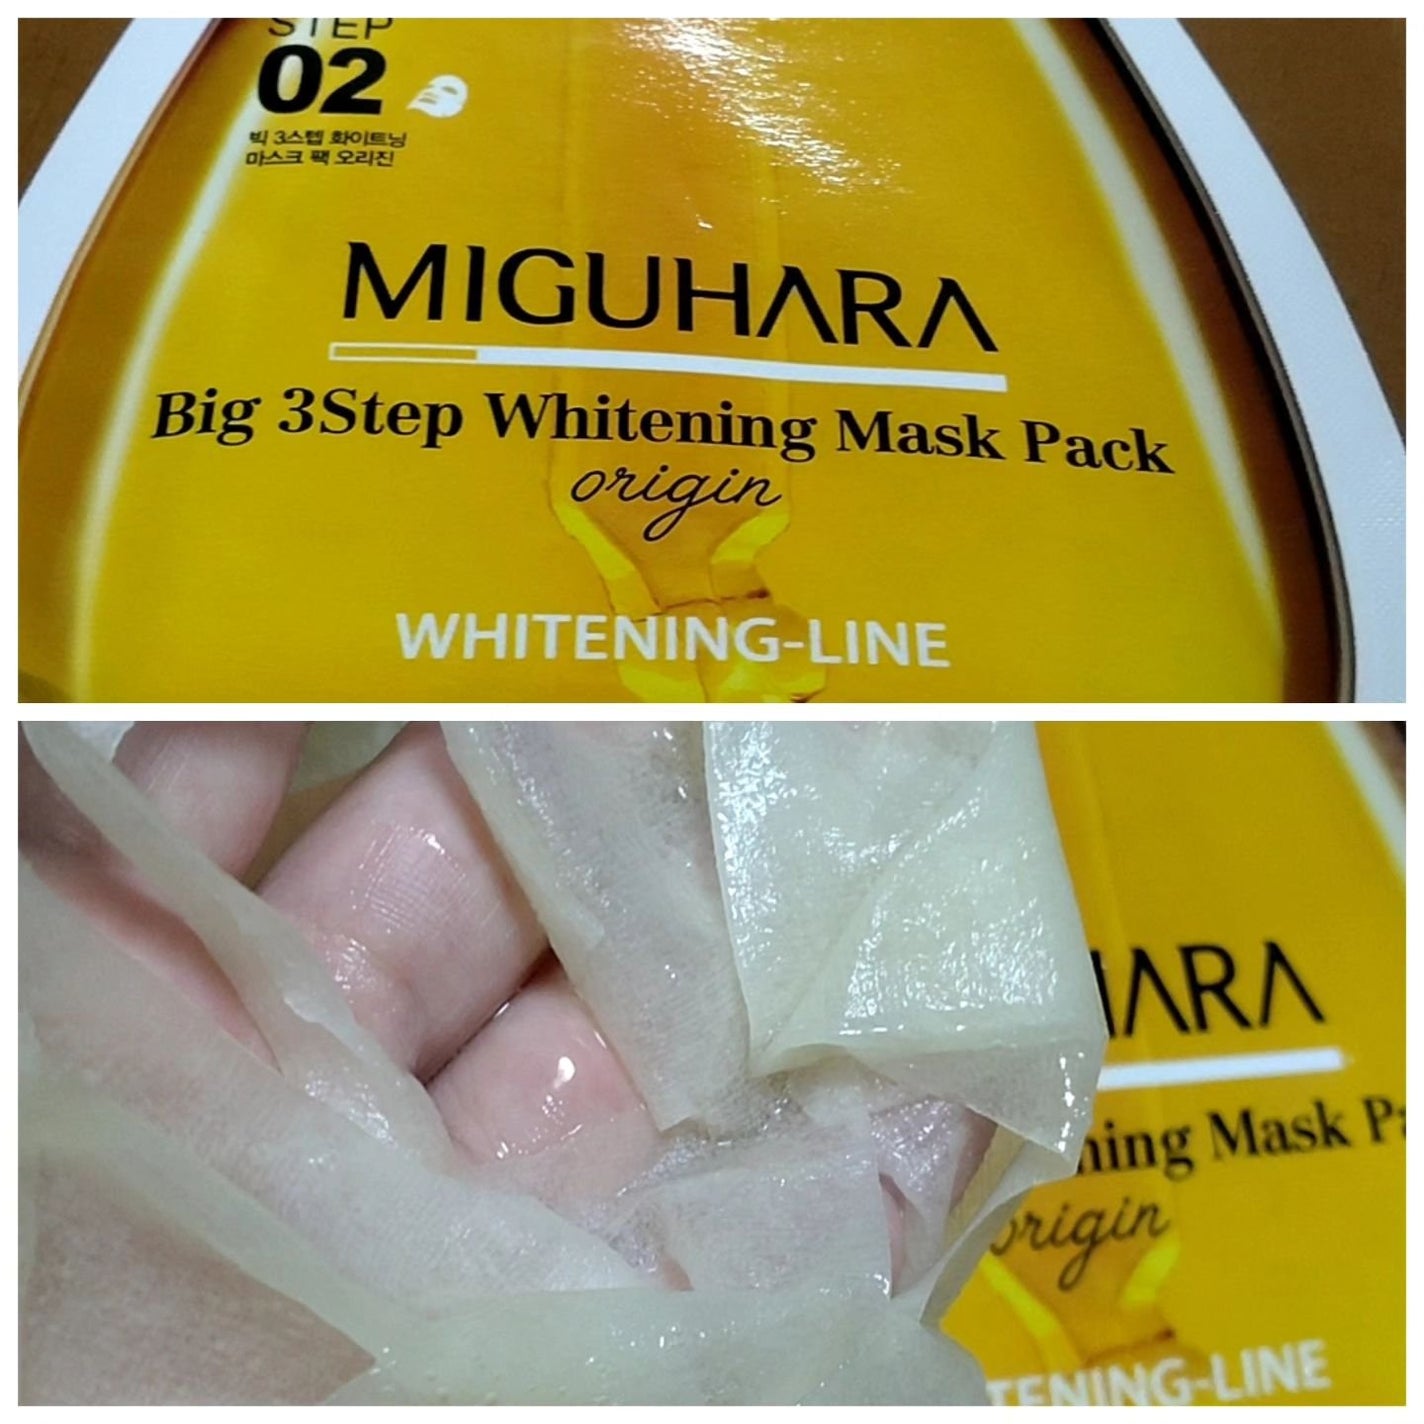 STEP
02
빅 3스텝 화이트닝
마스크 팩 오리진
MIGUHARA
Big 3Step Whitening Mask Pack
origin
WHITENING-LINE
HARA
ning Mask Pa
origin
TENING-LINE